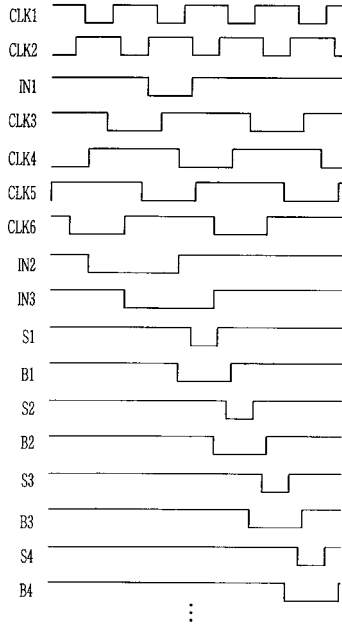 CLK1
CLK2
IN1
CLK3
CLK4
CLK5
CLK6
IN2
IN3
S1
B1
S2
B2
S3
B3
S4
B4